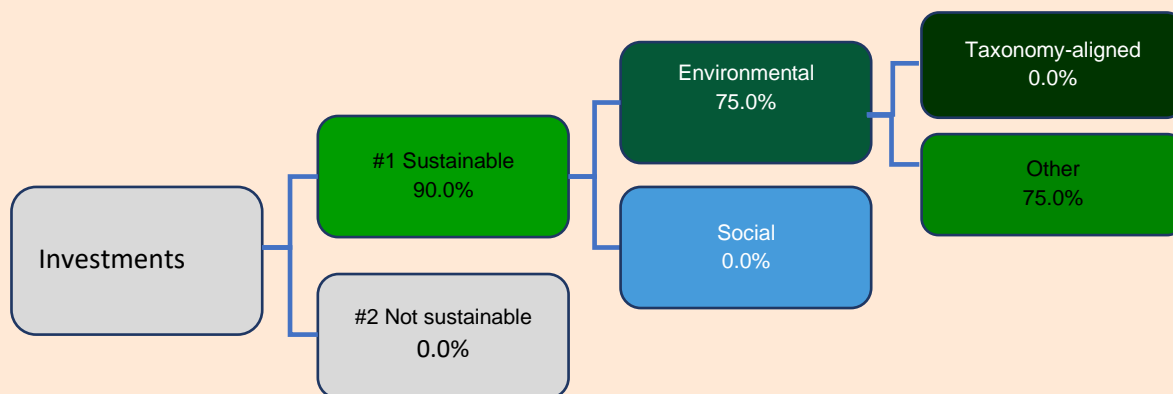 Investments
#1 Sustainable
90.0%
#2 Not sustainable
0.0%
Environmental
75.0%
Social
0.0%
Taxonomy-aligned
0.0%
Other
75.0%